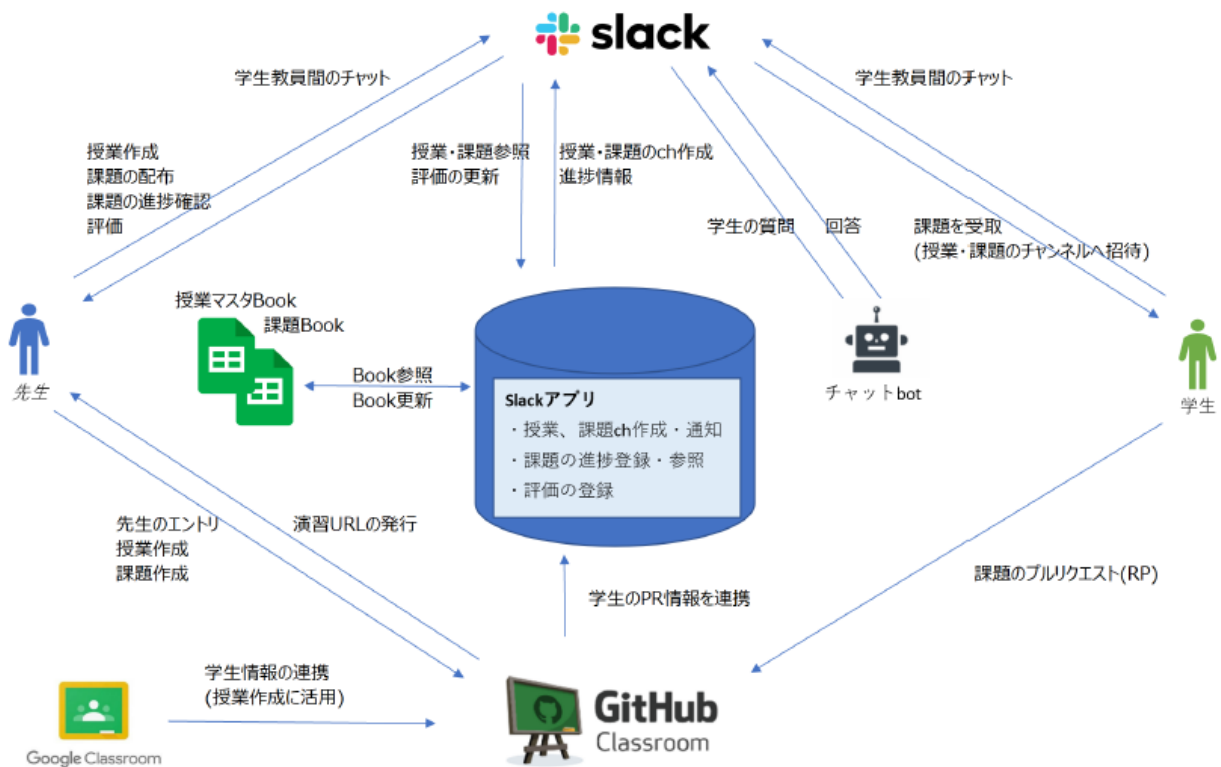 slack
学生教員間のチャット
学生教員間のチャット
授業作成
課題の配布
課題の進捗確認
評価
授業・課題参照
評価の更新
授業・課題のch作成
進捗情報
学生の質問
回答
課題を受取
(授業・課題のチャンネルへ招待)
授業マスタBook
課題Book
先生
Book参照
Book更新
Slackアプリ
・授業、課題ch作成・通知
・課題の進捗登録・参照
・評価の登録
チャットbot
学生
先生のエントリ
授業作成
課題作成
演習URLの発行
学生のPR情報を連携
課題のプルリクエスト(RP)
学生情報の連携
(授業作成に活用)
Google Classroom
GitHub
Classroom